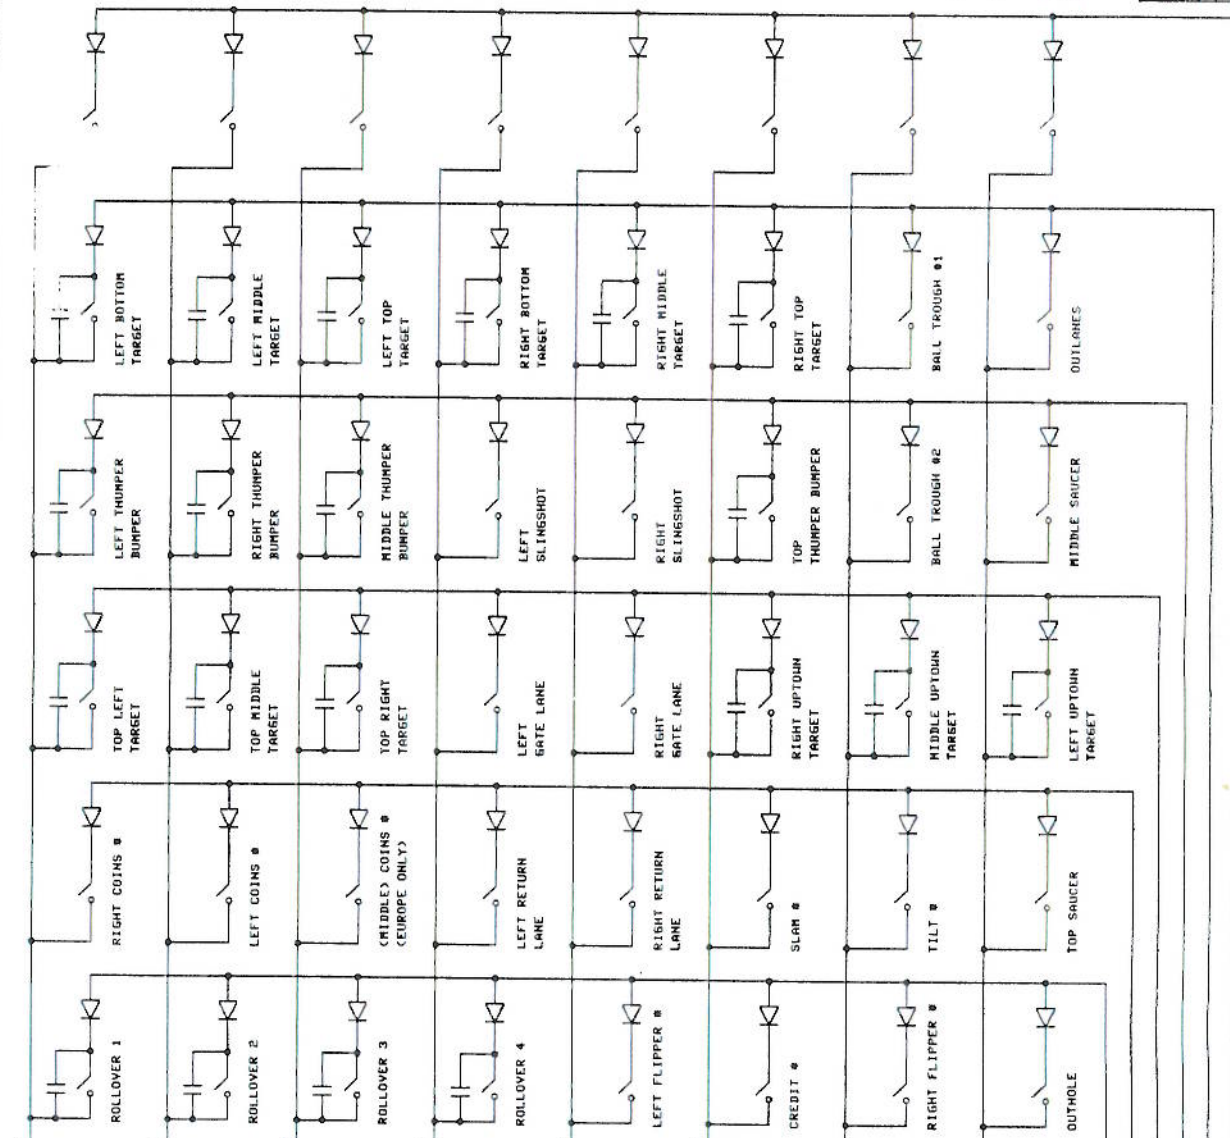 LEFT BOTTOM
TARGET
LEFT MIDDLE
TARGET
LEFT TOP
TARGET
RIGHT BOTTOM
TARGET
RIGHT MIDDLE
TARGET
RIGHT TOP
TARGET
BALL TROUGH #1
OUTLANES
LEFT THUMPER
BUMPER
RIGHT THUMPER
BUMPER
MIDDLE THUMPER
BUMPER
LEFT
SLINGSHOT
RIGHT
SLINGSHOT
TOP
THUMPER BUMPER
BALL TROUGH #2
MIDDLE SAUCER
TOP LEFT
TARGET
TOP MIDDLE
TARGET
TOP RIGHT
TARGET
LEFT
GATE LANE
RIGHT
GATE LANE
RIGHT UPTOWN
TARGET
MIDDLE UPTOWN
TARGET
LEFT UPTOWN
TARGET
RIGHT COINS #
LEFT COINS #
(MIDDLE) COINS #
(EUROPE ONLY)
LEFT RETURN
LANE
RIGHT RETURN
LANE
SLAM #
TILT #
TOP SAUCER
ROLLOVER 1
ROLLOVER 2
ROLLOVER 3
ROLLOVER 4
LEFT FLIPPER #
CREDIT #
RIGHT FLIPPER #
OUTHOLE